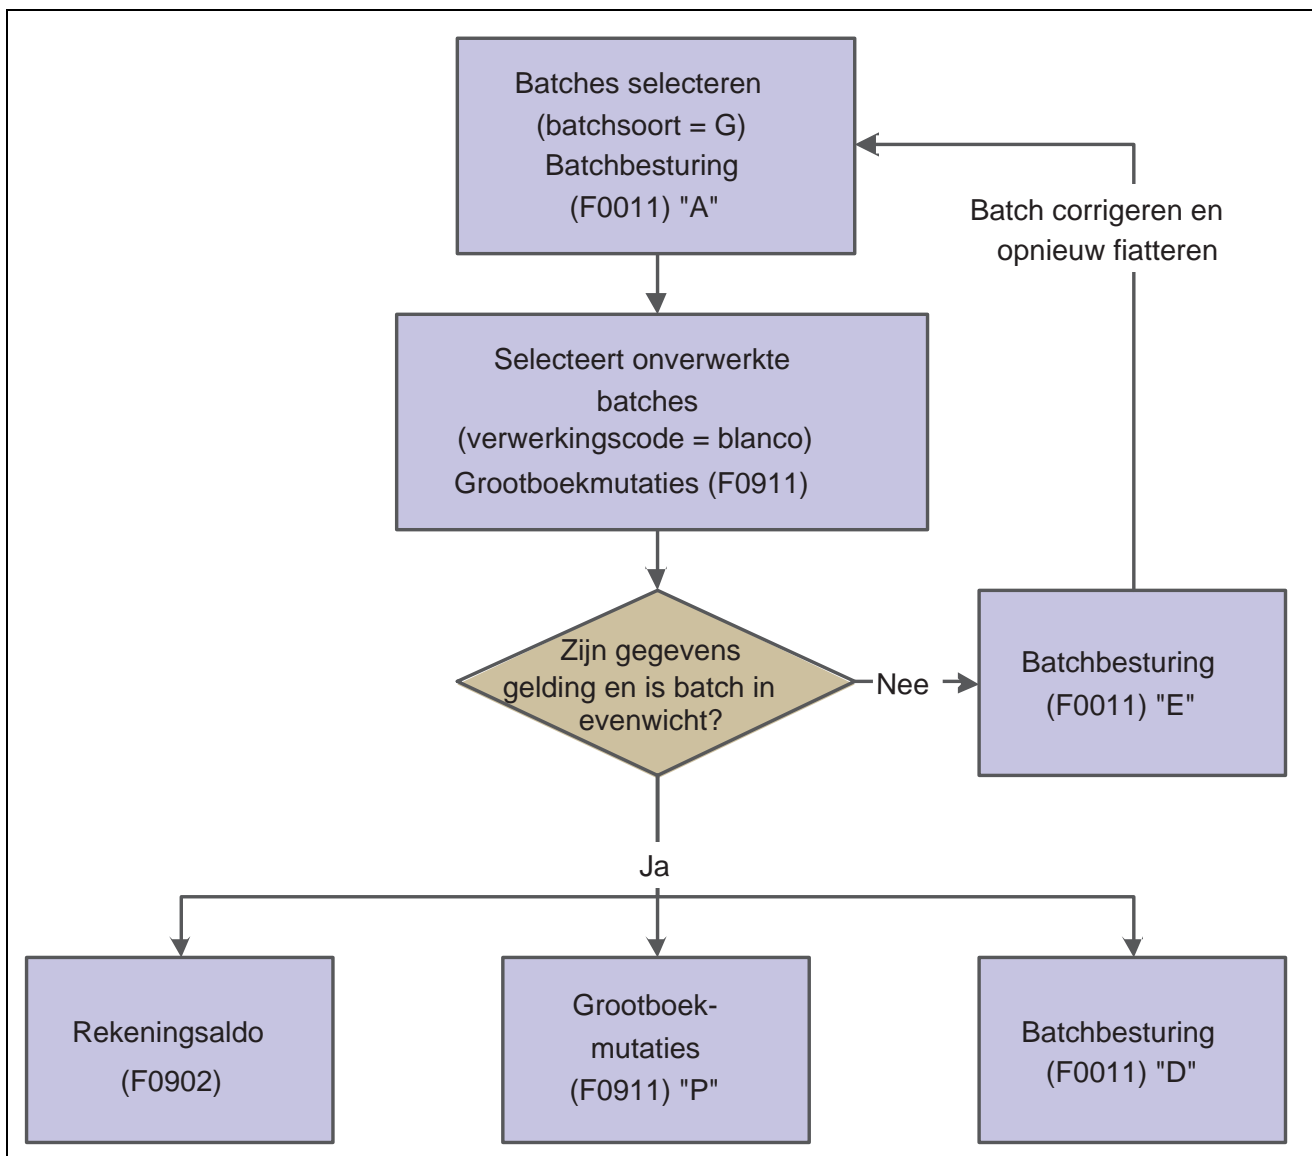 Batches selecteren
(batchsoort = G)
Batchbesturing
(F0011) "A"
Batch corrigeren en
opnieuw fiatteren
Selecteert onverwerkte
batches
(verwerkingscode = blanco)
Grootboekmutaties (F0911)
Zijn gegevens
gelding en is batch in
evenwicht?
Nee
Batchbesturing
(F0011) "E"
Ja
Rekeningsaldo
(F0902)
Grootboek-
mutaties
(F0911) "P"
Batchbesturing
(F0011) "D"